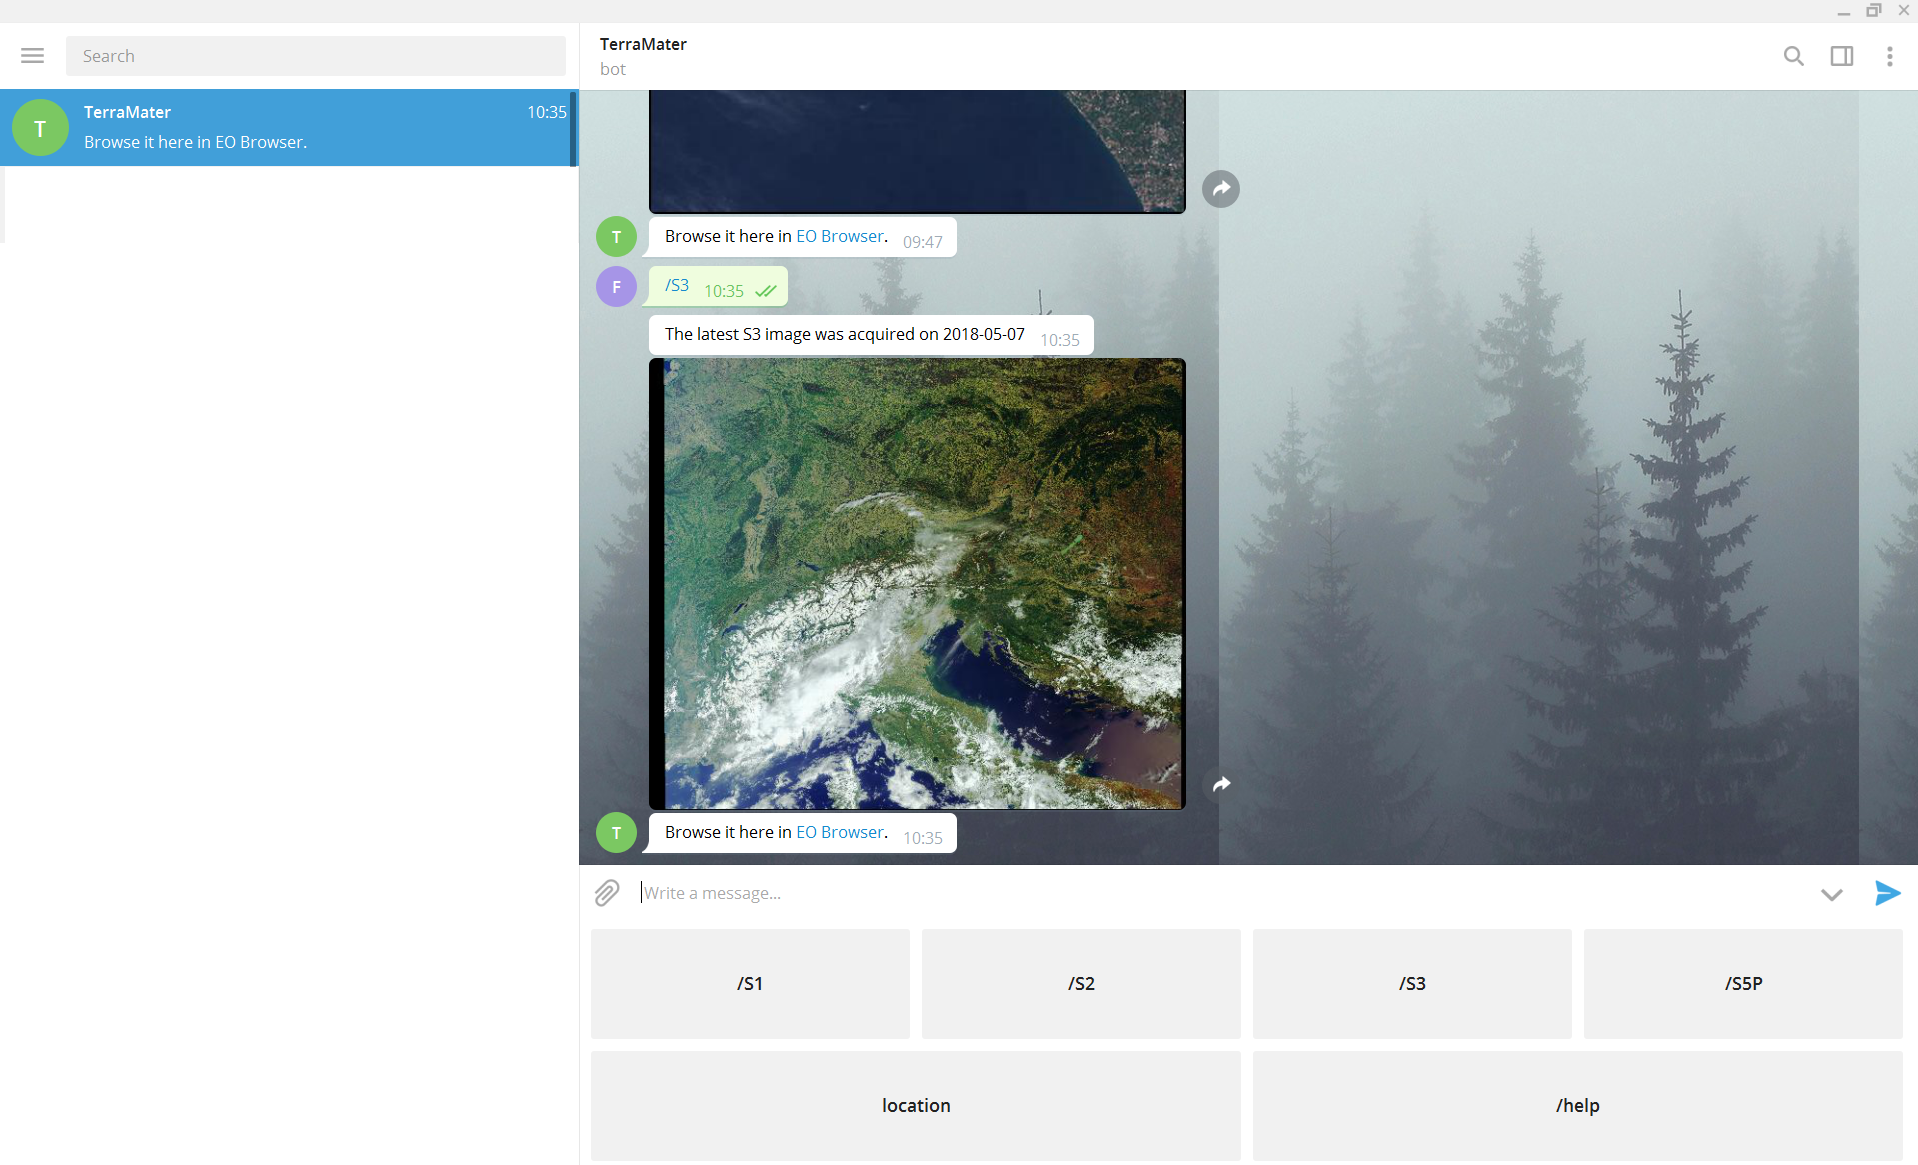 Search
TerraMater
bot
T
TerraMater
10:35
Browse it here in EO Browser.
T
Browse it here in EO Browser.
09:47
F
/S3
10:35
The latest S3 image was acquired on 2018-05-07
10:35
T
Browse it here in EO Browser.
10:35
Write a message...
/S1
/S2
/S3
/S5P
location
/help